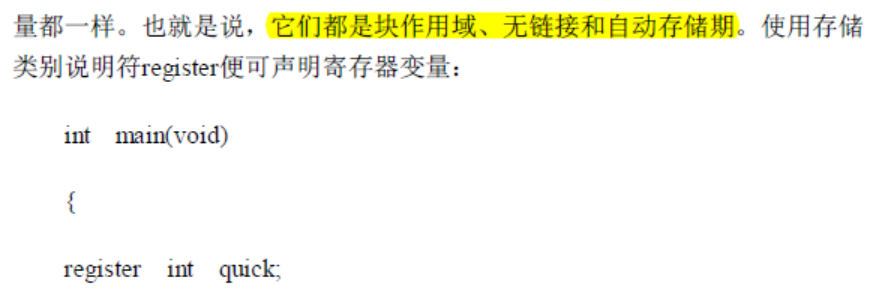 量都一样。也就是说，它们都是块作用域、无链接和自动存储期。使用存储
类别说明符register便可声明寄存器变量：
int main(void)
{
register int quick;